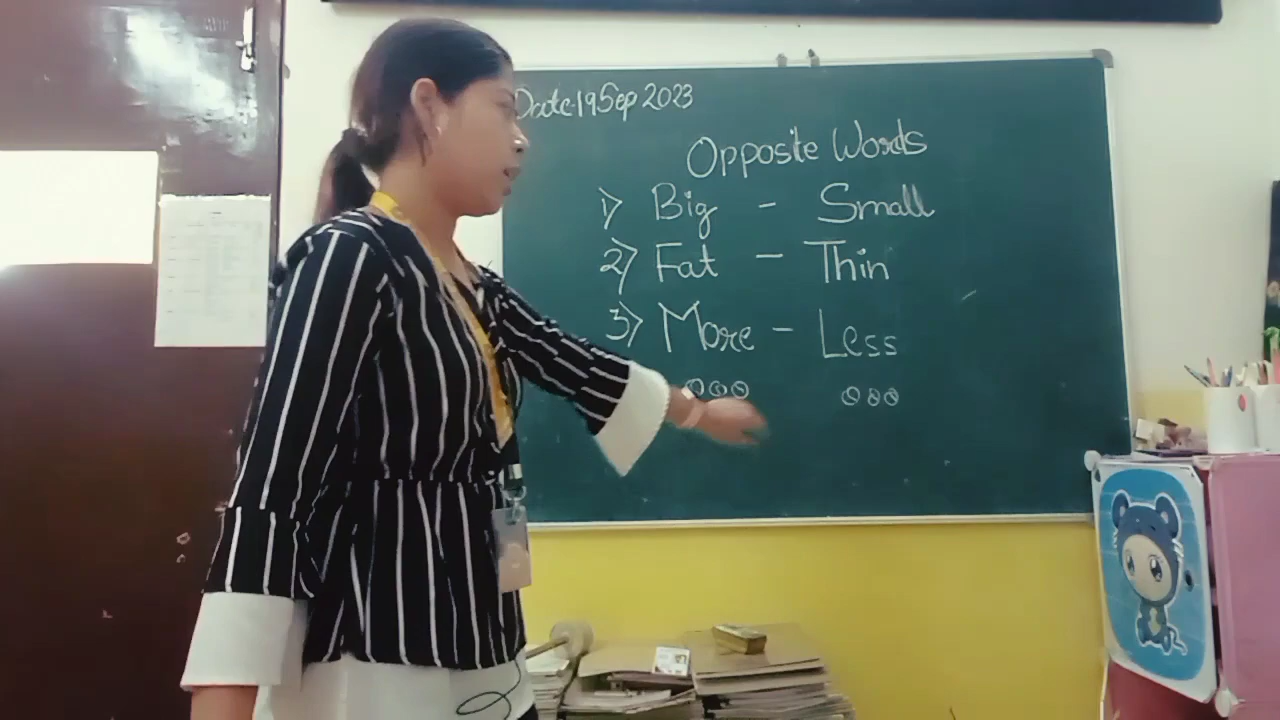 Date:19 Sep 2023
Opposite Words
1) Big - Small
2) Fat - Thin
3) More - Less